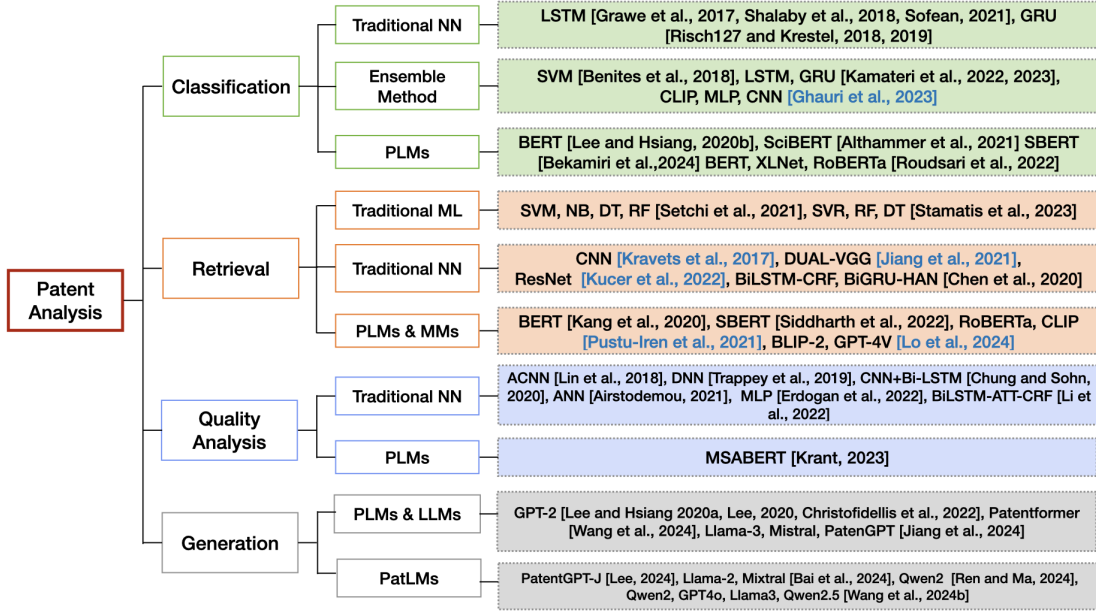 Patent
Analysis
Classification
Traditional NN
LSTM [Grawe et al., 2017, Shalaby et al., 2018, Sofean, 2021], GRU
[Risch127 and Krestel, 2018, 2019]
Ensemble
Method
SVM [Benites et al., 2018], LSTM, GRU [Kamateri et al., 2022, 2023],
CLIP, MLP, CNN [Ghauri et al., 2023]
PLMs
BERT [Lee and Hsiang, 2020b], SciBERT [Althammer et al., 2021] SBERT
[Bekamiri et al.,2024] BERT, XLNet, RoBERTa [Roudsari et al., 2022]
Retrieval
Traditional ML
SVM, NB, DT, RF [Setchi et al., 2021], SVR, RF, DT [Stamatis et al., 2023]
Traditional NN
CNN [Kravets et al., 2017], DUAL-VGG [Jiang et al., 2021],
ResNet [Kucer et al., 2022], BiLSTM-CRF, BiGRU-HAN [Chen et al., 2020]
PLMs & MMs
BERT [Kang et al., 2020], SBERT [Siddharth et al., 2022], RoBERTa, CLIP
[Pustu-Iren et al., 2021], BLIP-2, GPT-4V [Lo et al., 2024]
Quality
Analysis
Traditional NN
ACNN [Lin et al., 2018], DNN [Trappey et al., 2019], CNN+Bi-LSTM [Chung and Sohn,
2020], ANN [Airstodemou, 2021], MLP [Erdogan et al., 2022], BiLSTM-ATT-CRF [Li et
al., 2022]
PLMs
MSABERT [Krant, 2023]
Generation
PLMs & LLMs
GPT-2 [Lee and Hsiang 2020a, Lee, 2020, Christofidellis et al., 2022], Patentformer
[Wang et al., 2024], Llama-3, Mistral, PatenGPT [Jiang et al., 2024]
PatLMs
PatentGPT-J [Lee, 2024], Llama-2, Mixtral [Bai et al., 2024], Qwen2 [Ren and Ma, 2024],
Qwen2, GPT4o, Llama3, Qwen2.5 [Wang et al., 2024b]